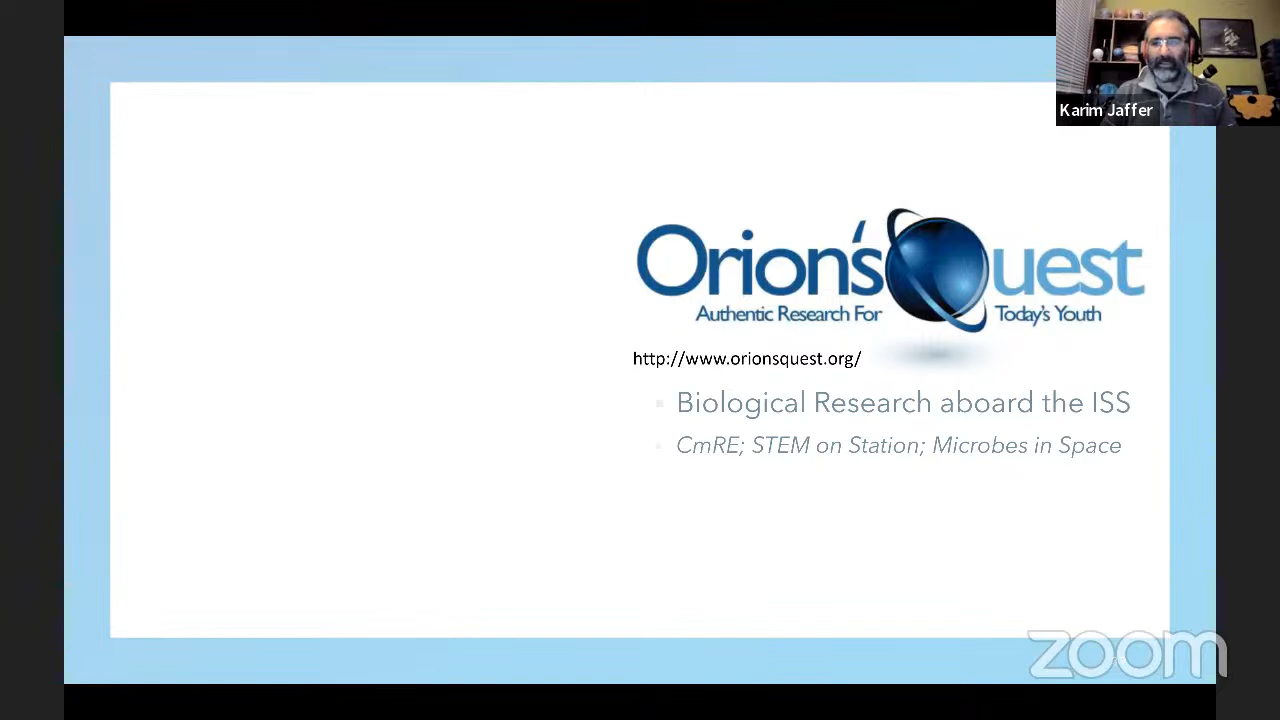 Karim Jaffer
Orion's Quest
Authentic Research For Today's Youth
http://www.orionsquest.org/
Biological Research aboard the ISS
CmRE; STEM on Station; Microbes in Space
zoom